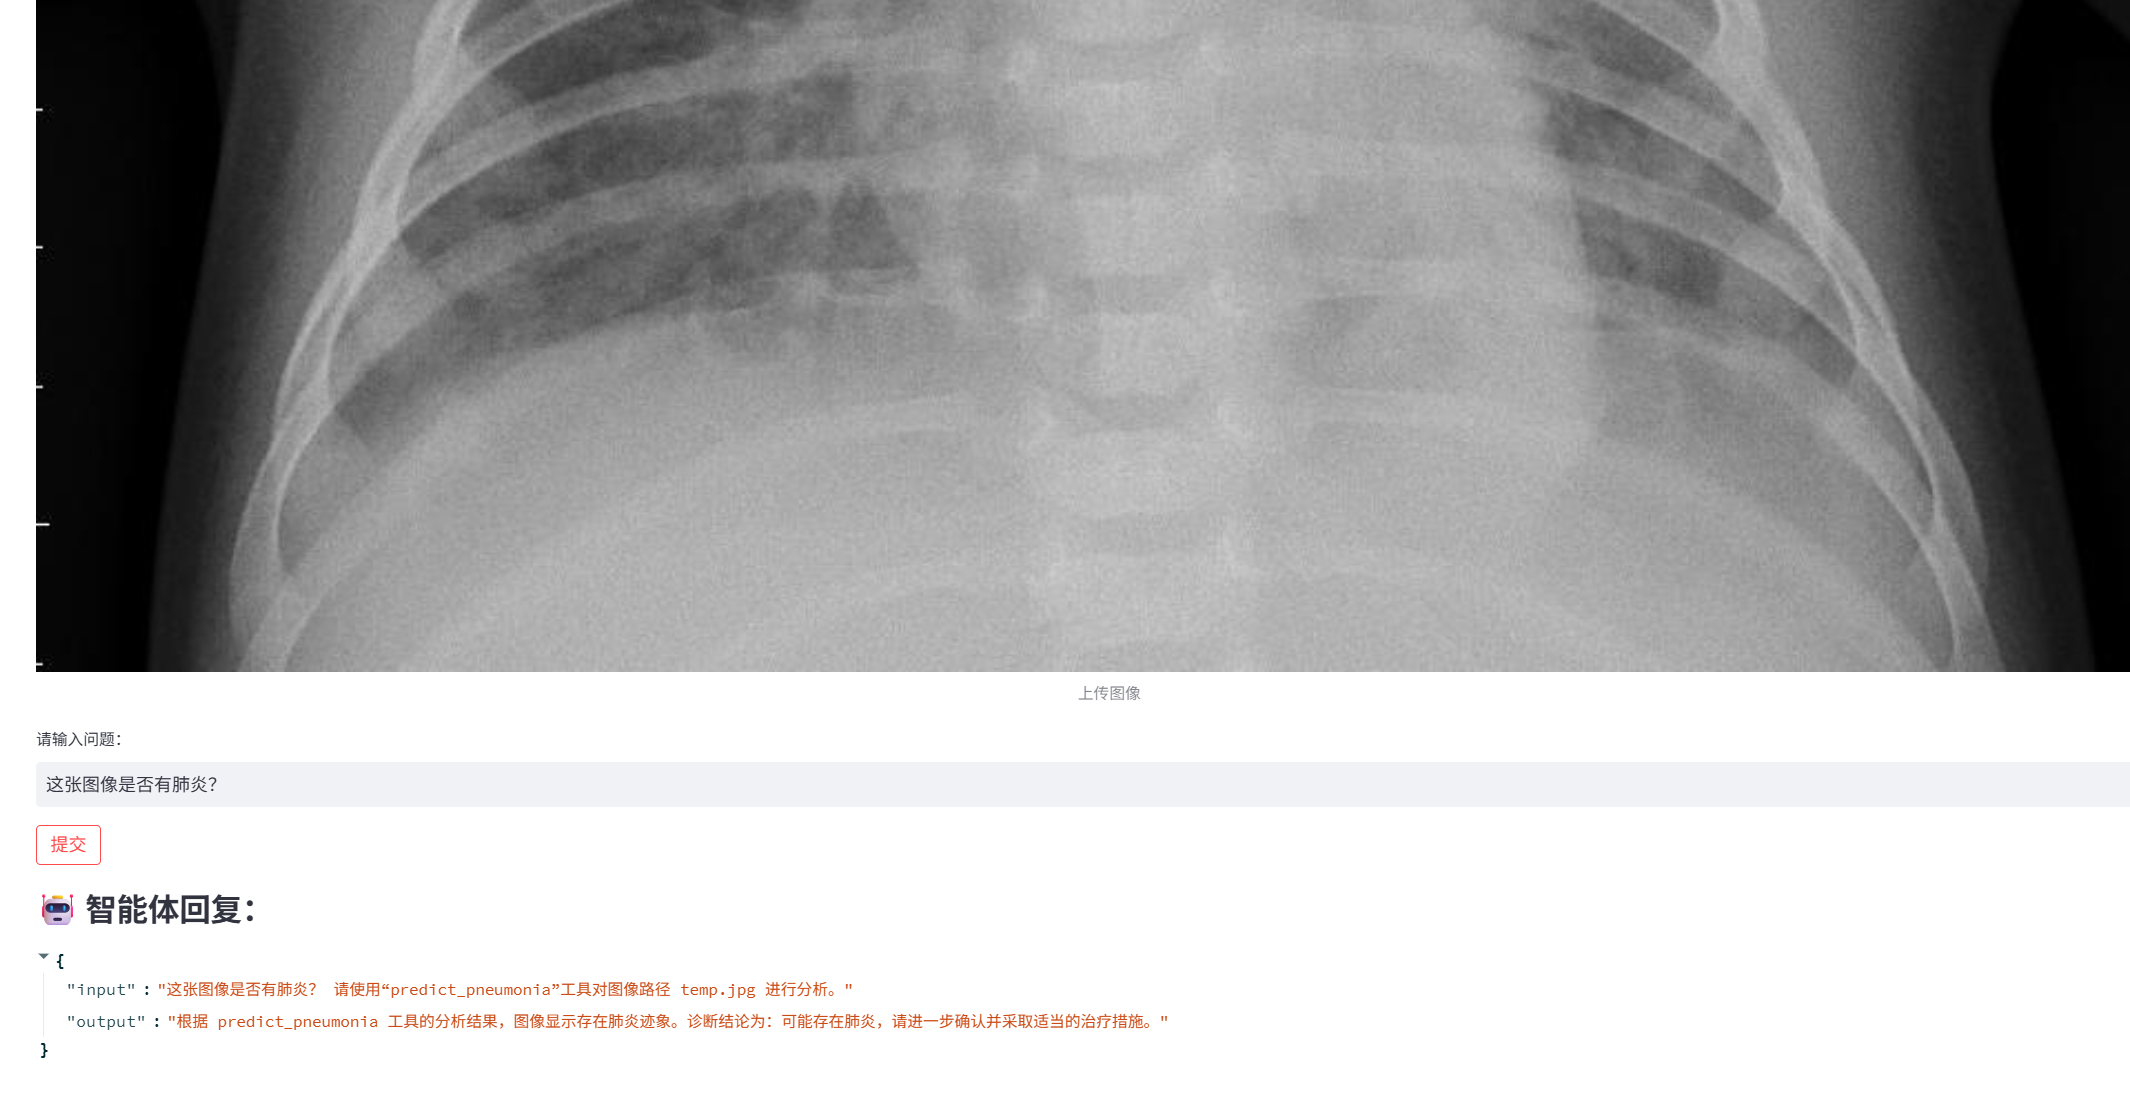 上传图像
请输入问题：
这张图像是否有肺炎？
提交
智能体回复：
{
"input" : "这张图像是否有肺炎？ 请使用“predict_pneumonia”工具对图像路径 temp.jpg 进行分析。"
"output" : "根据 predict_pneumonia 工具的分析结果，图像显示存在肺炎迹象。诊断结论为：可能存在肺炎，请进一步确认并采取适当的治疗措施。"
}